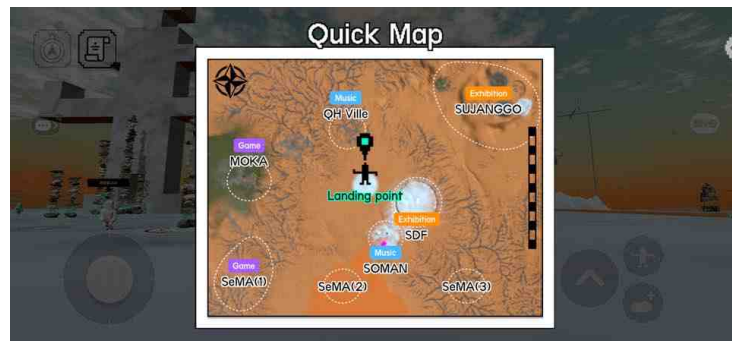 Quick Map
Exhibition
SUJANGGO
Music
QH Ville
Game
MOKA
Landing point
Exhibition
SDF
Music
SOMAN
Game
SeMA(1)
SeMA(2)
SeMA(3)